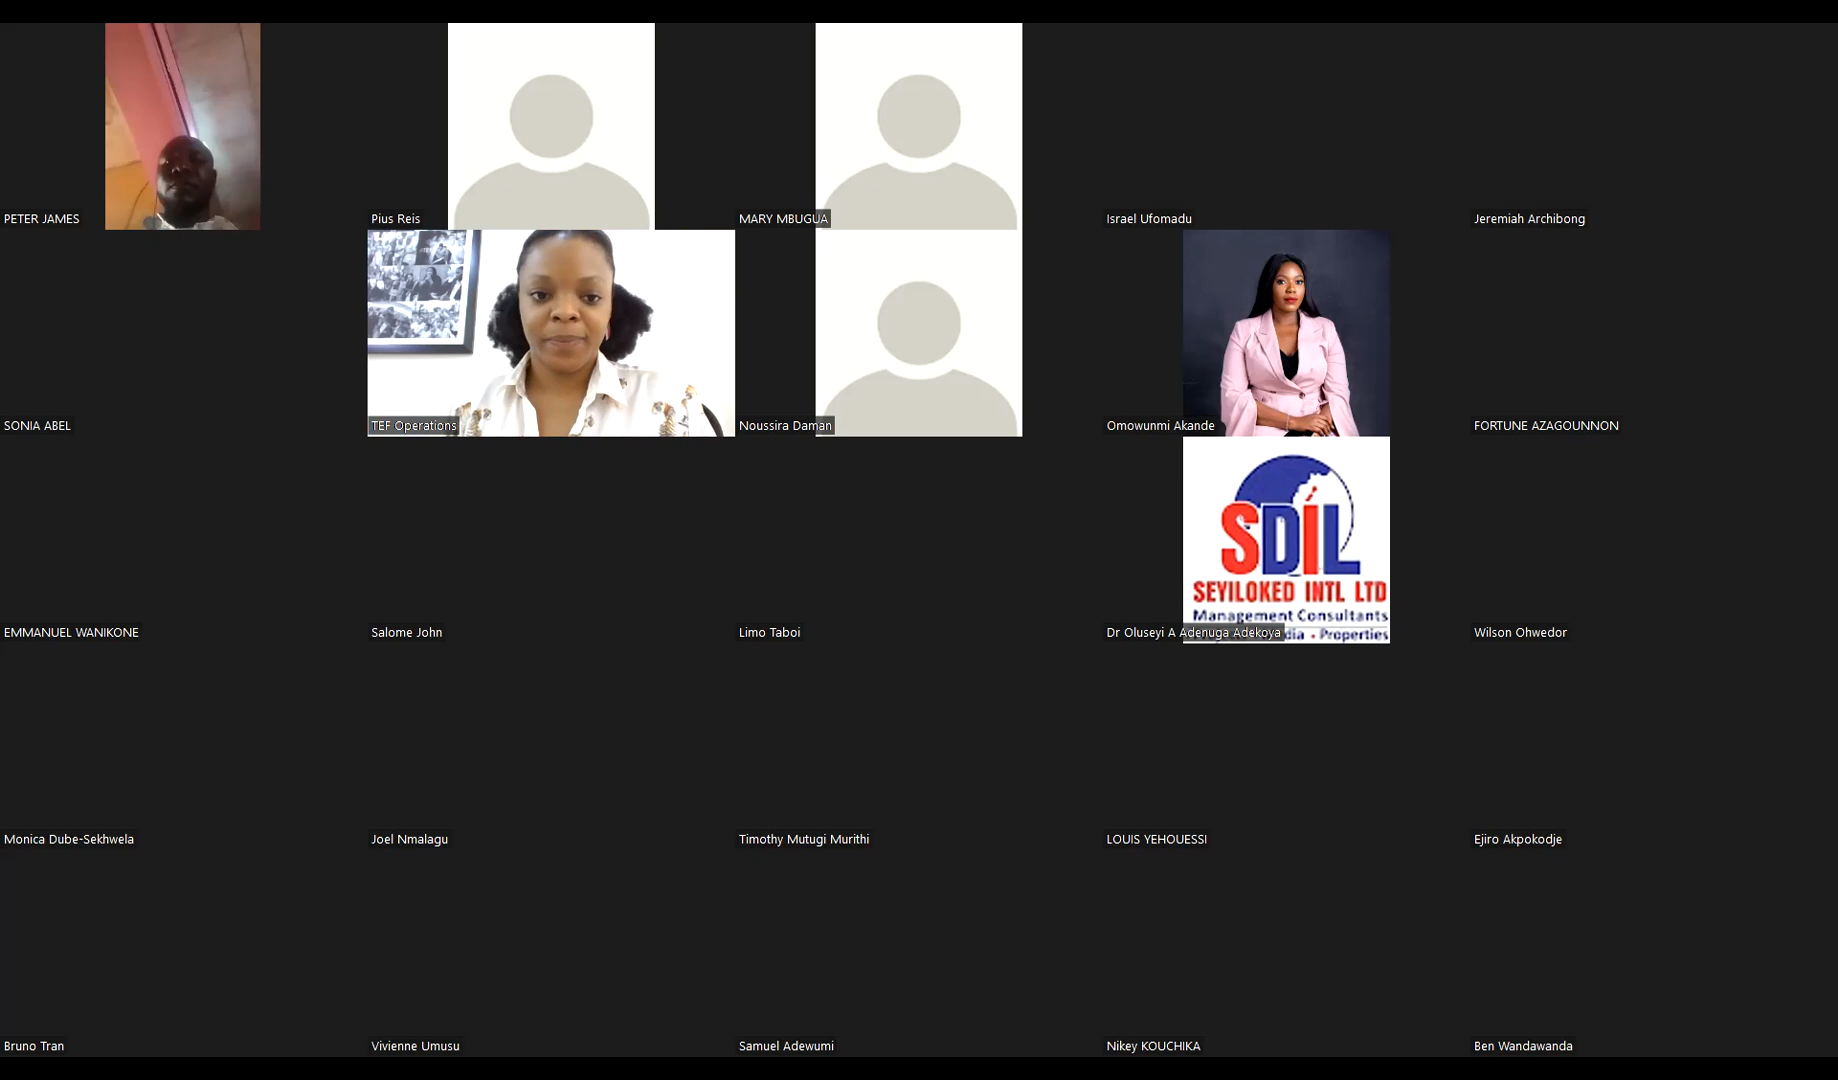 PETER JAMES
Pius Reis
MARY MBUGUA
Israel Ufomadu
Jeremiah Archibong
SONIA ABEL
TEF Operations
Noussira Daman
Omowunmi Akande
FORTUNE AZAGOUNNON
SDIL
SEYILOKED INTL LTD
Management Consultants
• Properties
EMMANUEL WANIKONE
Salome John
Limo Taboi
Dr Oluseyi A Adenuga Adekoya
Wilson Ohwedor
Monica Dube-Sekhwela
Joel Nmalagu
Timothy Mutugi Murithi
LOUIS YEHOUESSI
Ejiro Akpokodje
Bruno Tran
Vivienne Umusu
Samuel Adewumi
Nikey KOUCHIKA
Ben Wandawanda